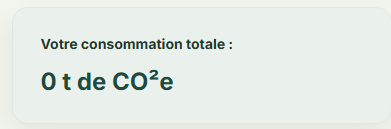 Votre consommation totale :
0 t de CO²e